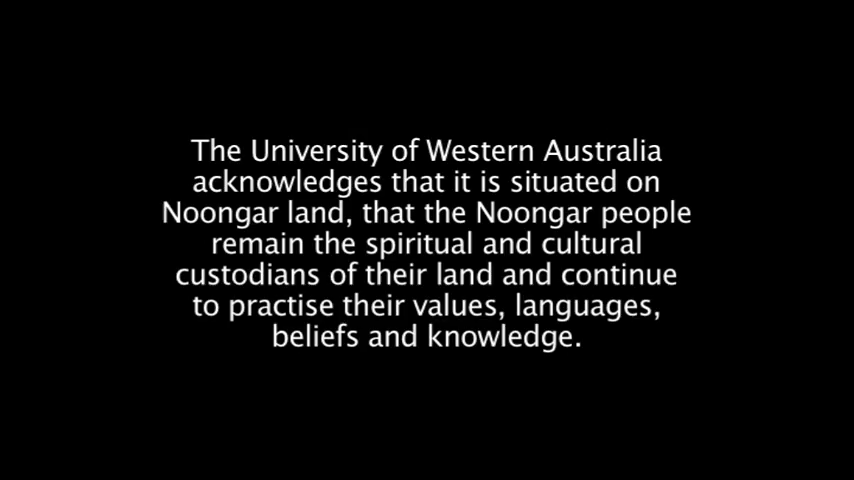 The University of Western Australia
acknowledges that it is situated on
Noongar land, that the Noongar people
remain the spiritual and cultural
custodians of their land and continue
to practise their values, languages,
beliefs and knowledge.